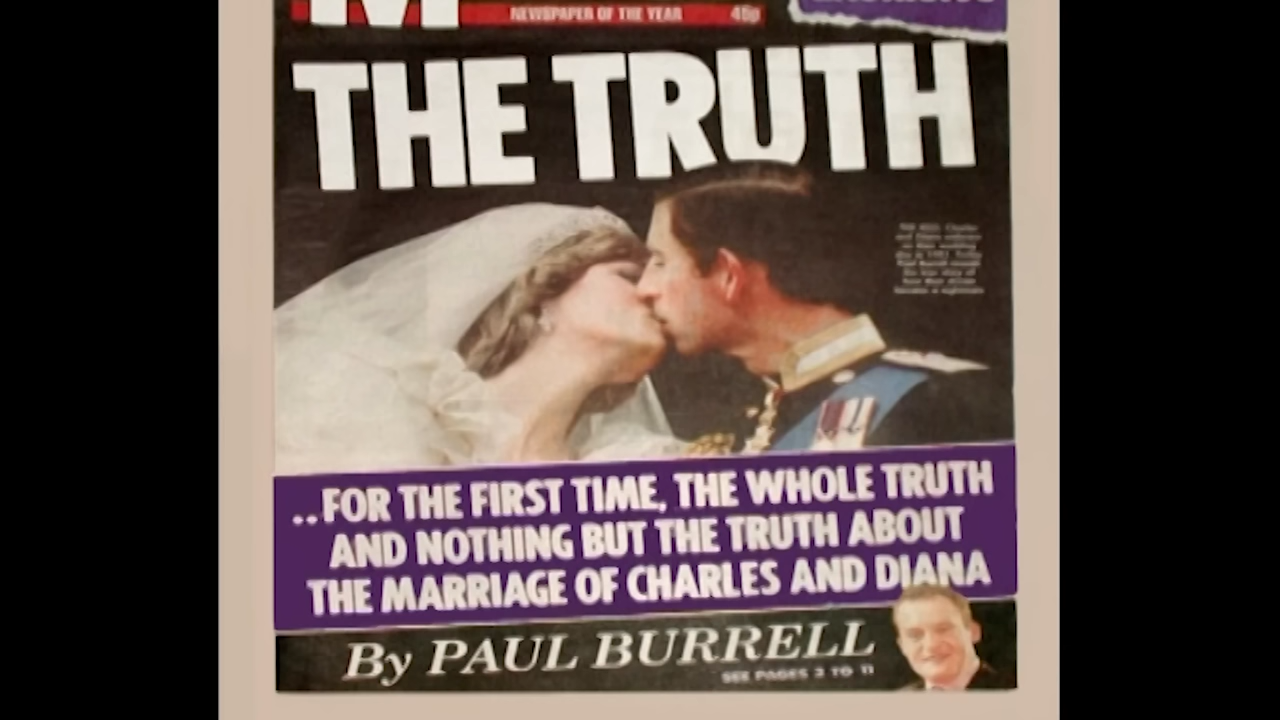 M
NEWSPAPER OF THE YEAR 45p
THE TRUTH
..FOR THE FIRST TIME, THE WHOLE TRUTH
AND NOTHING BUT THE TRUTH ABOUT
THE MARRIAGE OF CHARLES AND DIANA
By PAUL BURRELL
SEE PAGES 3 TO 11